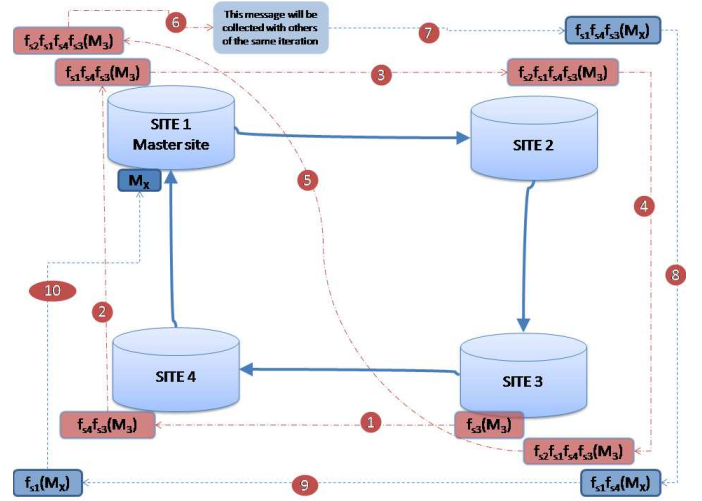 6
This message will be
collected with others
of the same iteration
7
fs1fs4fs3(MX)
fs2fs1fs4fs3(M3)
fs1fs4fs3(M3)
3
fs2fs1fs4fs3(M3)
SITE 1
Master site
SITE 2
MX
5
4
8
10
2
SITE 4
SITE 3
fs4fs3(M3)
1
fs3(M3)
fs2fs1fs4fs3(M3)
fs1(MX)
9
fs1fs4(MX)